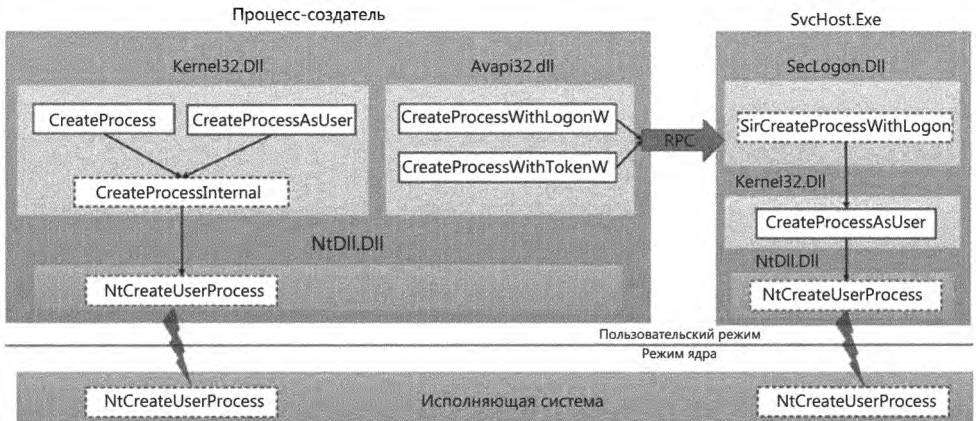 Процесс-создатель
SvcHost.Exe
Kernel32.Dll
Avapi32.dll
SecLogon.Dll
CreateProcess
CreateProcessAsUser
CreateProcessWithLogonW
CreateProcessWithTokenW
RPC
SirCreateProcessWithLogon
CreateProcessInternal
Kernel32.Dll
CreateProcessAsUser
NtDll.Dll
NtDll.Dll
NtCreateUserProcess
NtCreateUserProcess
Пользовательский режим
Режим ядра
NtCreateUserProcess
Исполняющая система
NtCreateUserProcess